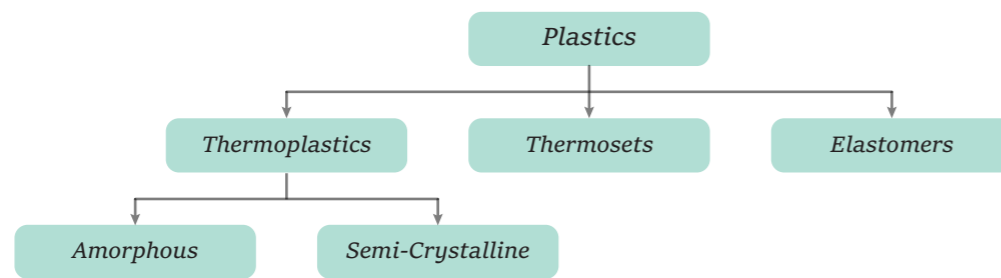 Plastics
Thermoplastics
Thermosets
Elastomers
Amorphous
Semi-Crystalline